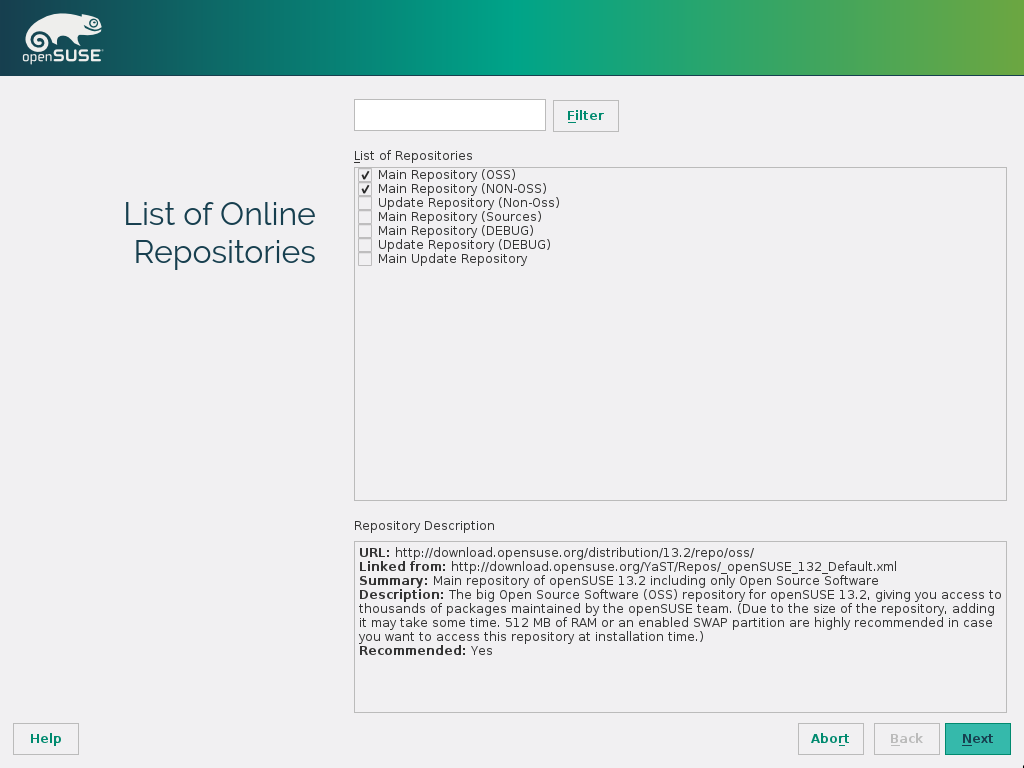 openSUSE
Filter
List of Repositories
Main Repository (OSS)
Main Repository (NON-OSS)
Update Repository (Non-Oss)
Main Repository (Sources)
Main Repository (DEBUG)
Update Repository (DEBUG)
Main Update Repository
List of Online
Repositories
Repository Description
URL: http://download.opensuse.org/distribution/13.2/repo/oss/
Linked from: http://download.opensuse.org/YaST/Repos/_openSUSE_132_Default.xml
Summary: Main repository of openSUSE 13.2 including only Open Source Software
Description: The big Open Source Software (OSS) repository for openSUSE 13.2, giving you access to
thousands of packages maintained by the openSUSE team. (Due to the size of the repository, adding
it may take some time. 512 MB of RAM or an enabled SWAP partition are highly recommended in case
you want to access this repository at installation time.)
Recommended: Yes
Help
Abort
Back
Next